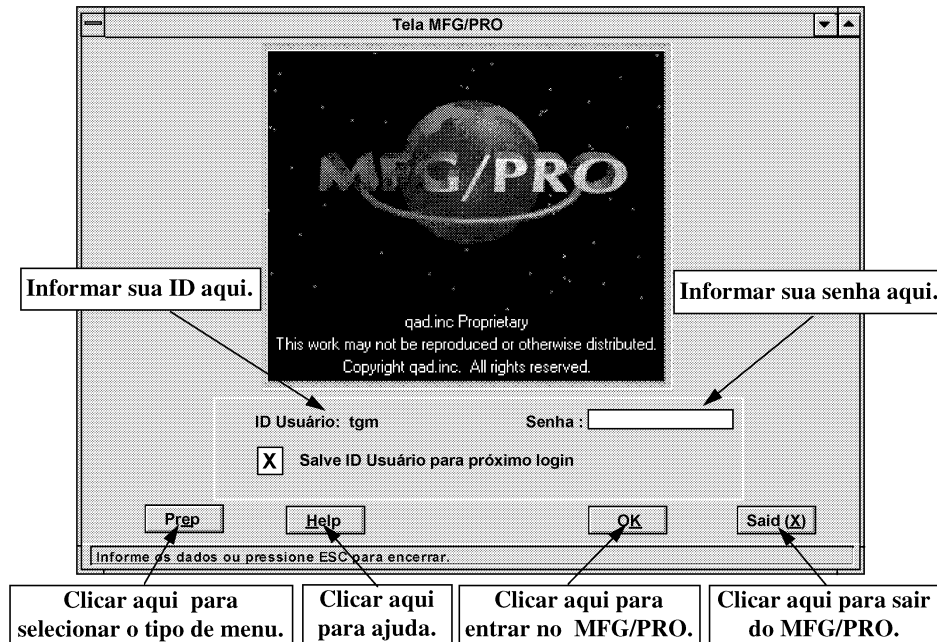 Tela MFG/PRO
MFG/PRO
Informar sua ID aqui.
Informar sua senha aqui.
qad.inc Proprietary
This work may not be reproduced or otherwise distributed.
Copyright qad.inc. All rights reserved.
ID Usuário: tgm
Senha :
X Salve ID Usuário para próximo login
Prep
Help
OK
Said (X)
Informe os dados ou pressione ESC para encerrar.
Clicar aqui para
selecionar o tipo de menu.
Clicar aqui
para ajuda.
Clicar aqui para
entrar no MFG/PRO.
Clicar aqui para sair
do MFG/PRO.